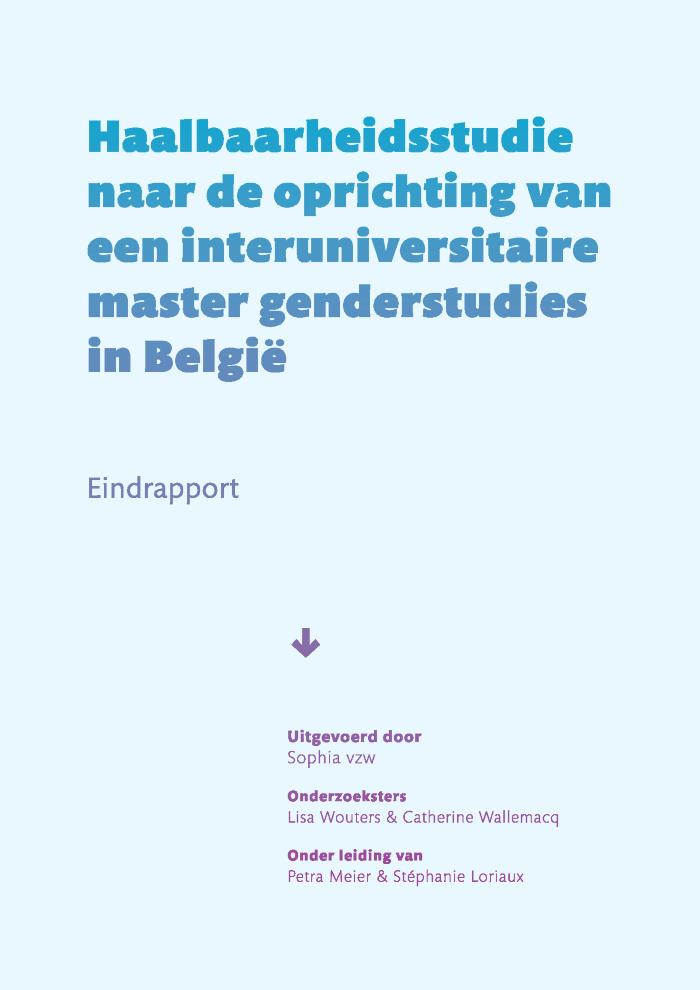 Haalbaarheidsstudie
naar de oprichting van
een interuniversitaire
master genderstudies
in België
Eindrapport
Uitgevoerd door
Sophia vzw
Onderzoeksters
Lisa Wouters & Catherine Wallemacq
Onder leiding van
Petra Meier & Stéphanie Loriaux